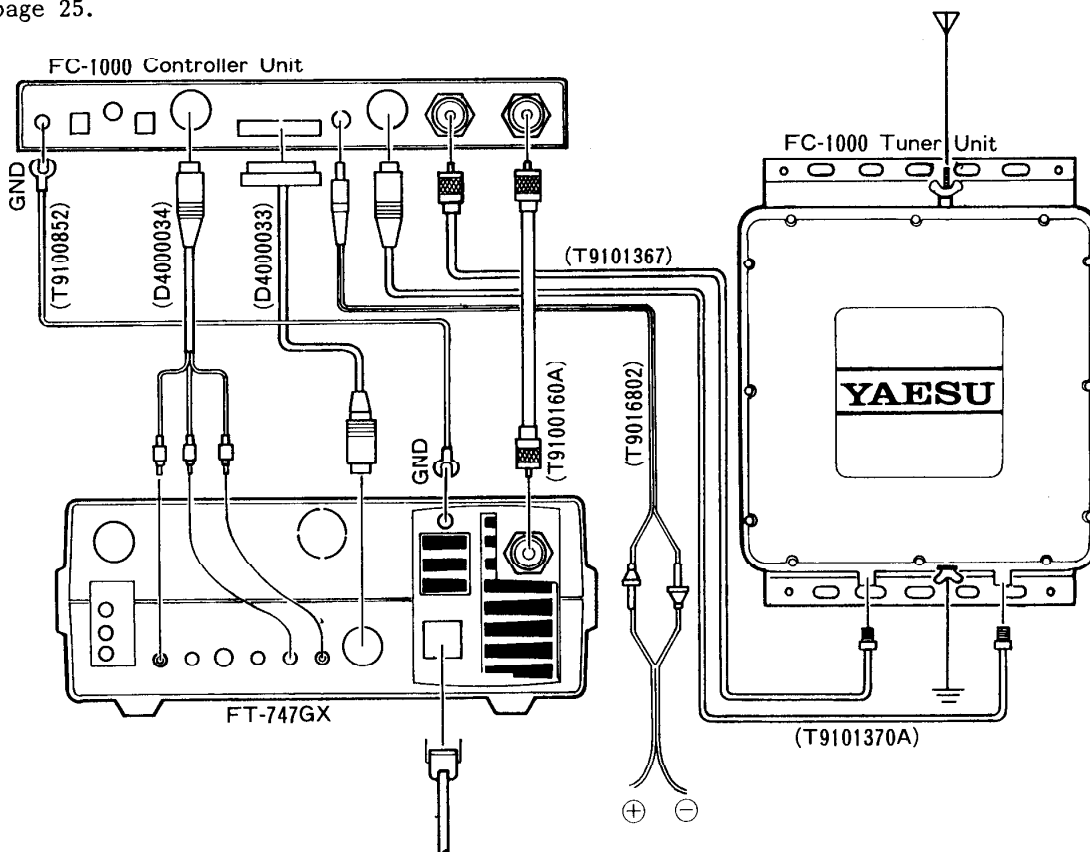 page 25.
FC-1000 Controller Unit
FC-1000 Tuner Unit
GND
(T9100852)
(D4000034)
(D4000033)
(T9101367)
(T9100160A)
(T9016802)
YAESU
GND
FT-747GX
(T9101370A)
⊕ ⊖